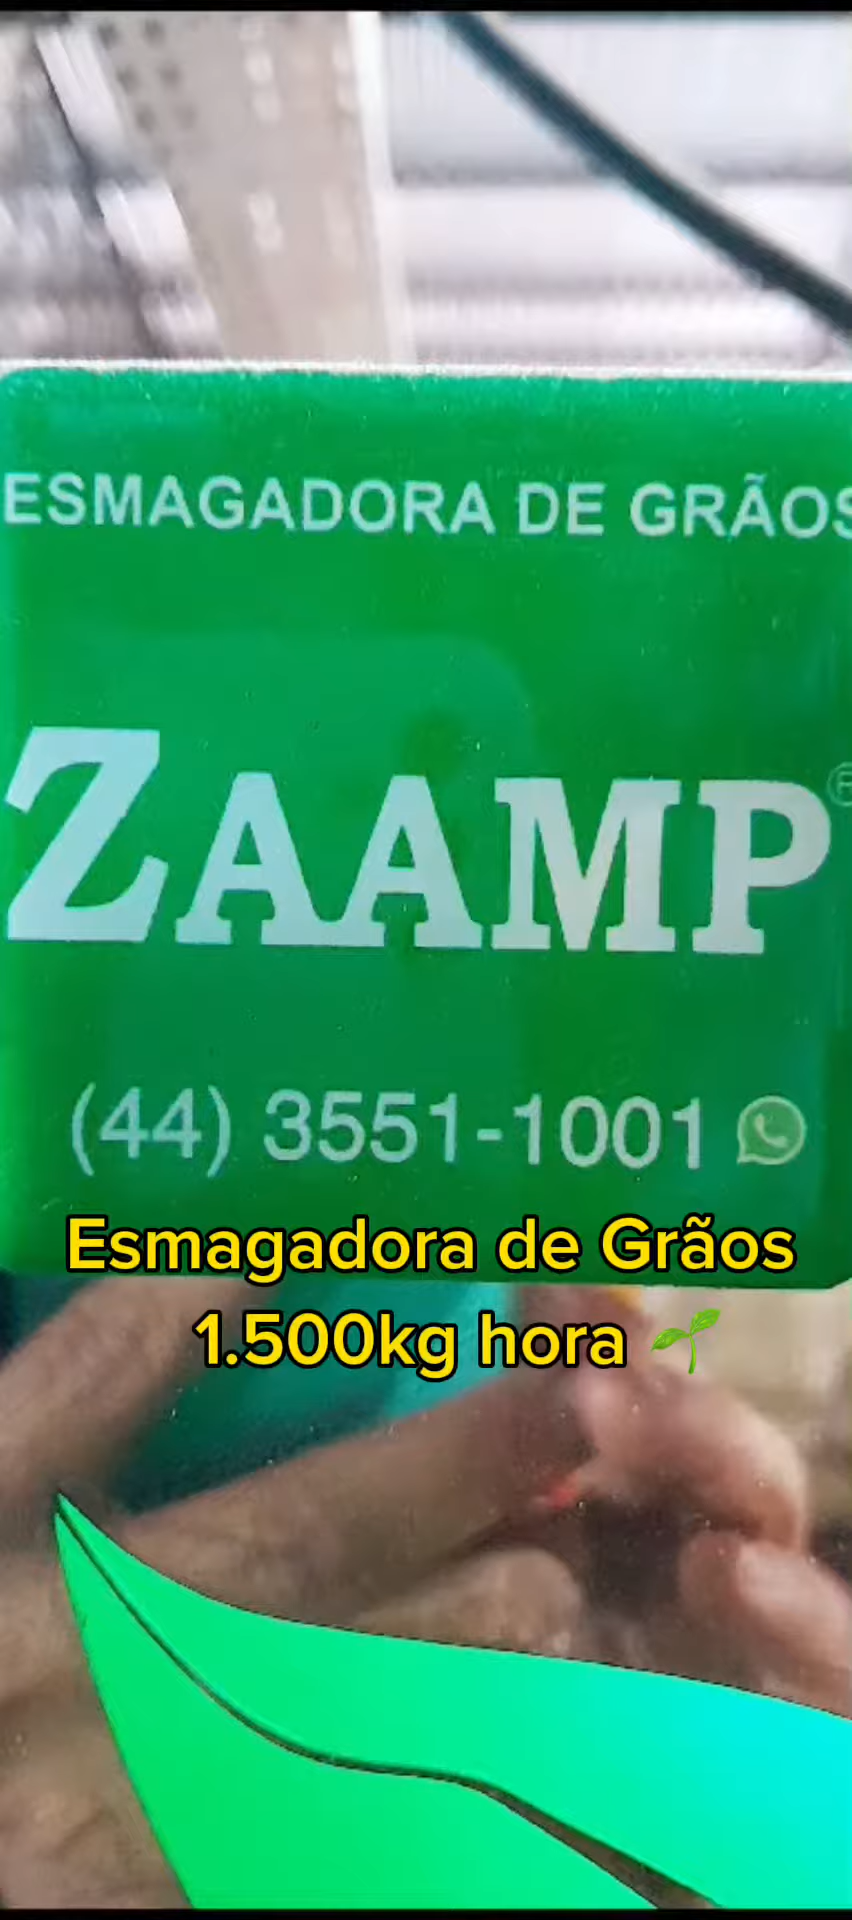 ESMAGADORA DE GRÃOS
ZAAMP®
(44) 3551-1001
Esmagadora de Grãos
1.500kg hora 🌱